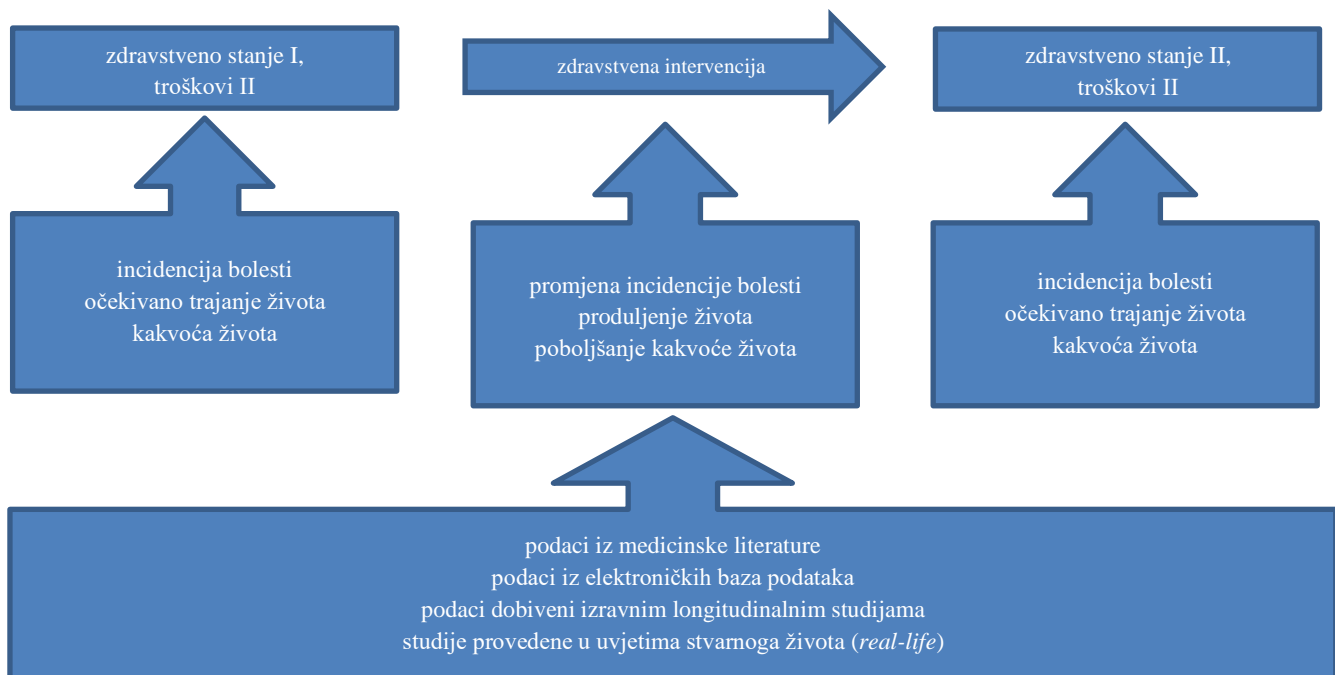 zdravstveno stanje I,
troškovi II
zdravstvena intervencija
zdravstveno stanje II,
troškovi II
incidencija bolesti
očekivano trajanje života
kakvoća života
promjena incidencije bolesti
produljenje života
poboljšanje kakvoće života
incidencija bolesti
očekivano trajanje života
kakvoća života
podaci iz medicinske literature
podaci iz elektroničkih baza podataka
podaci dobiveni izravnim longitudinalnim studijama
studije provedene u uvjetima stvarnoga života (real-life)